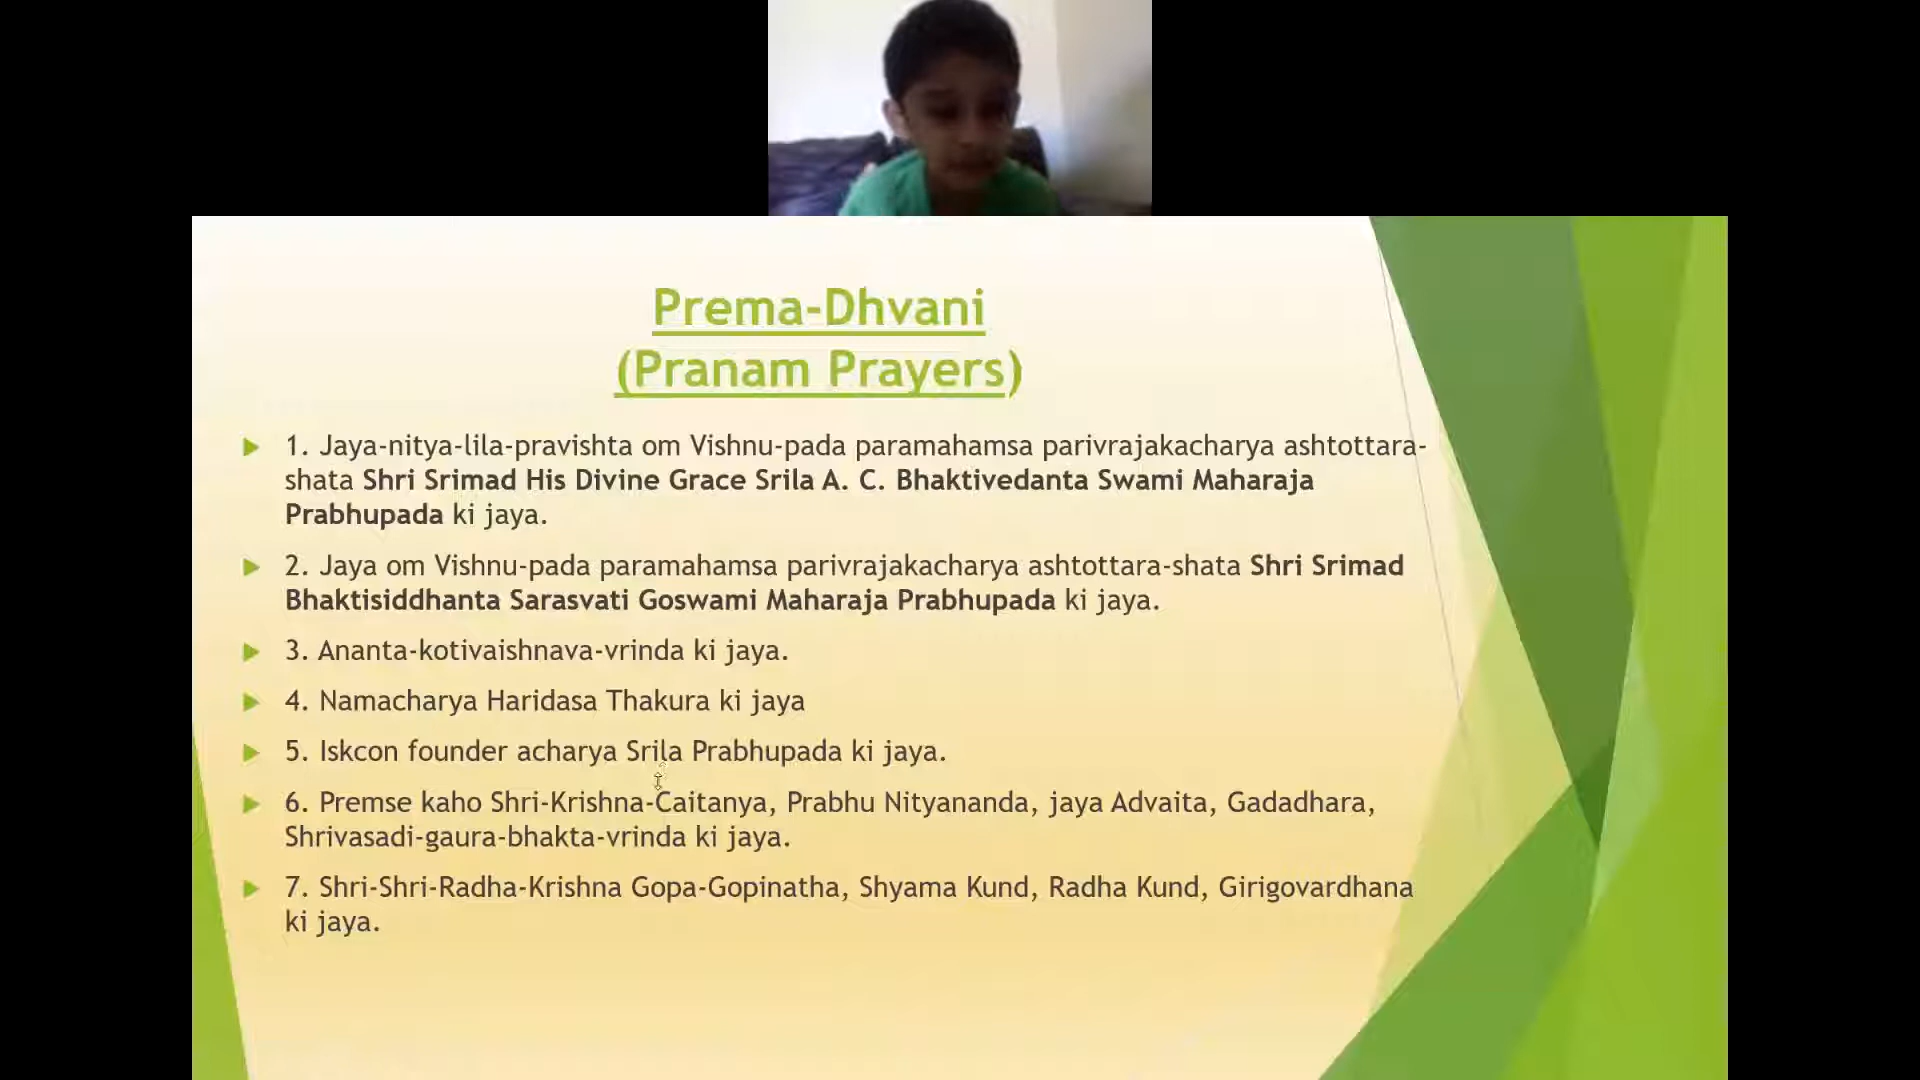 Prema-Dhvani
(Pranam Prayers)
1. Jaya-nitya-lila-pravishta om Vishnu-pada paramahamsa parivrajakacharya ashtottara-
shata Shri Srimad His Divine Grace Srila A. C. Bhaktivedanta Swami Maharaja
Prabhupada ki jaya.
2. Jaya om Vishnu-pada paramahamsa parivrajakacharya ashtottara-shata Shri Srimad
Bhaktisiddhanta Sarasvati Goswami Maharaja Prabhupada ki jaya.
3. Ananta-kotivaishnava-vrinda ki jaya.
4. Namacharya Haridasa Thakura ki jaya
5. Iskcon founder acharya Srila Prabhupada ki jaya.
6. Premse kaho Shri-Krishna-Caitanya, Prabhu Nityananda, jaya Advaita, Gadadhara,
Shrivasadi-gaura-bhakta-vrinda ki jaya.
7. Shri-Shri-Radha-Krishna Gopa-Gopinatha, Shyama Kund, Radha Kund, Girigovardhana
ki jaya.